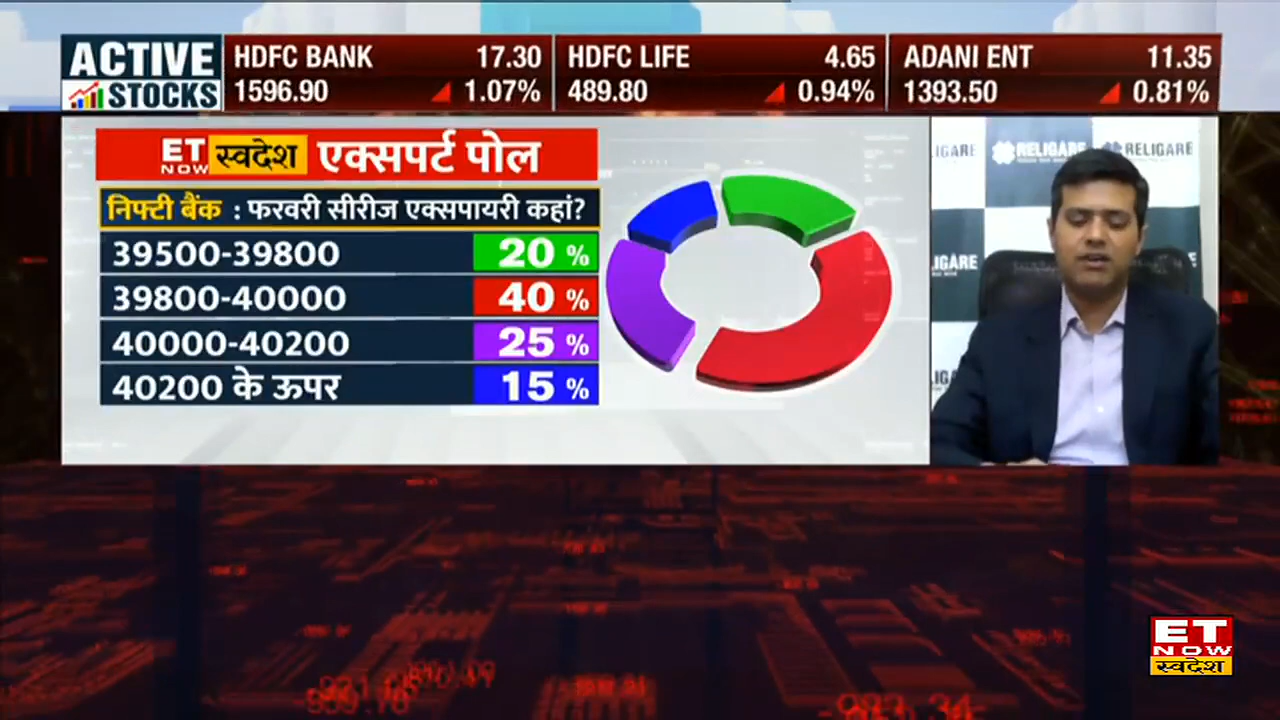 ACTIVE STOCKS
HDFC BANK 17.30
1596.90 1.07%
HDFC LIFE 4.65
489.80 0.94%
ADANI ENT 11.35
1393.50 0.81%
ET NOW स्वदेश एक्सपर्ट पोल
निफ्टी बैंक : फरवरी सीरीज एक्सपायरी कहां?
39500-39800 20 %
39800-40000 40 %
40000-40200 25 %
40200 के ऊपर 15 %
IGARE RELIGARE RELIGARE
IGARE
ET
NOW
स्वदेश